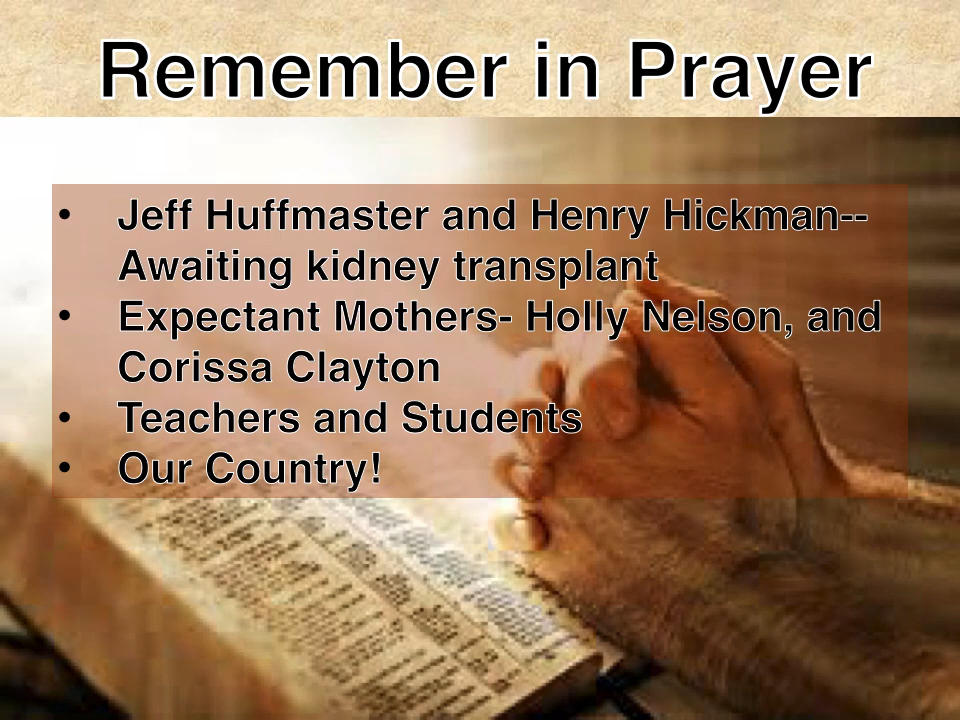 Remember in Prayer
• Jeff Huffmaster and Henry Hickman--
Awaiting kidney transplant
• Expectant Mothers- Holly Nelson, and
Corissa Clayton
• Teachers and Students
• Our Country!